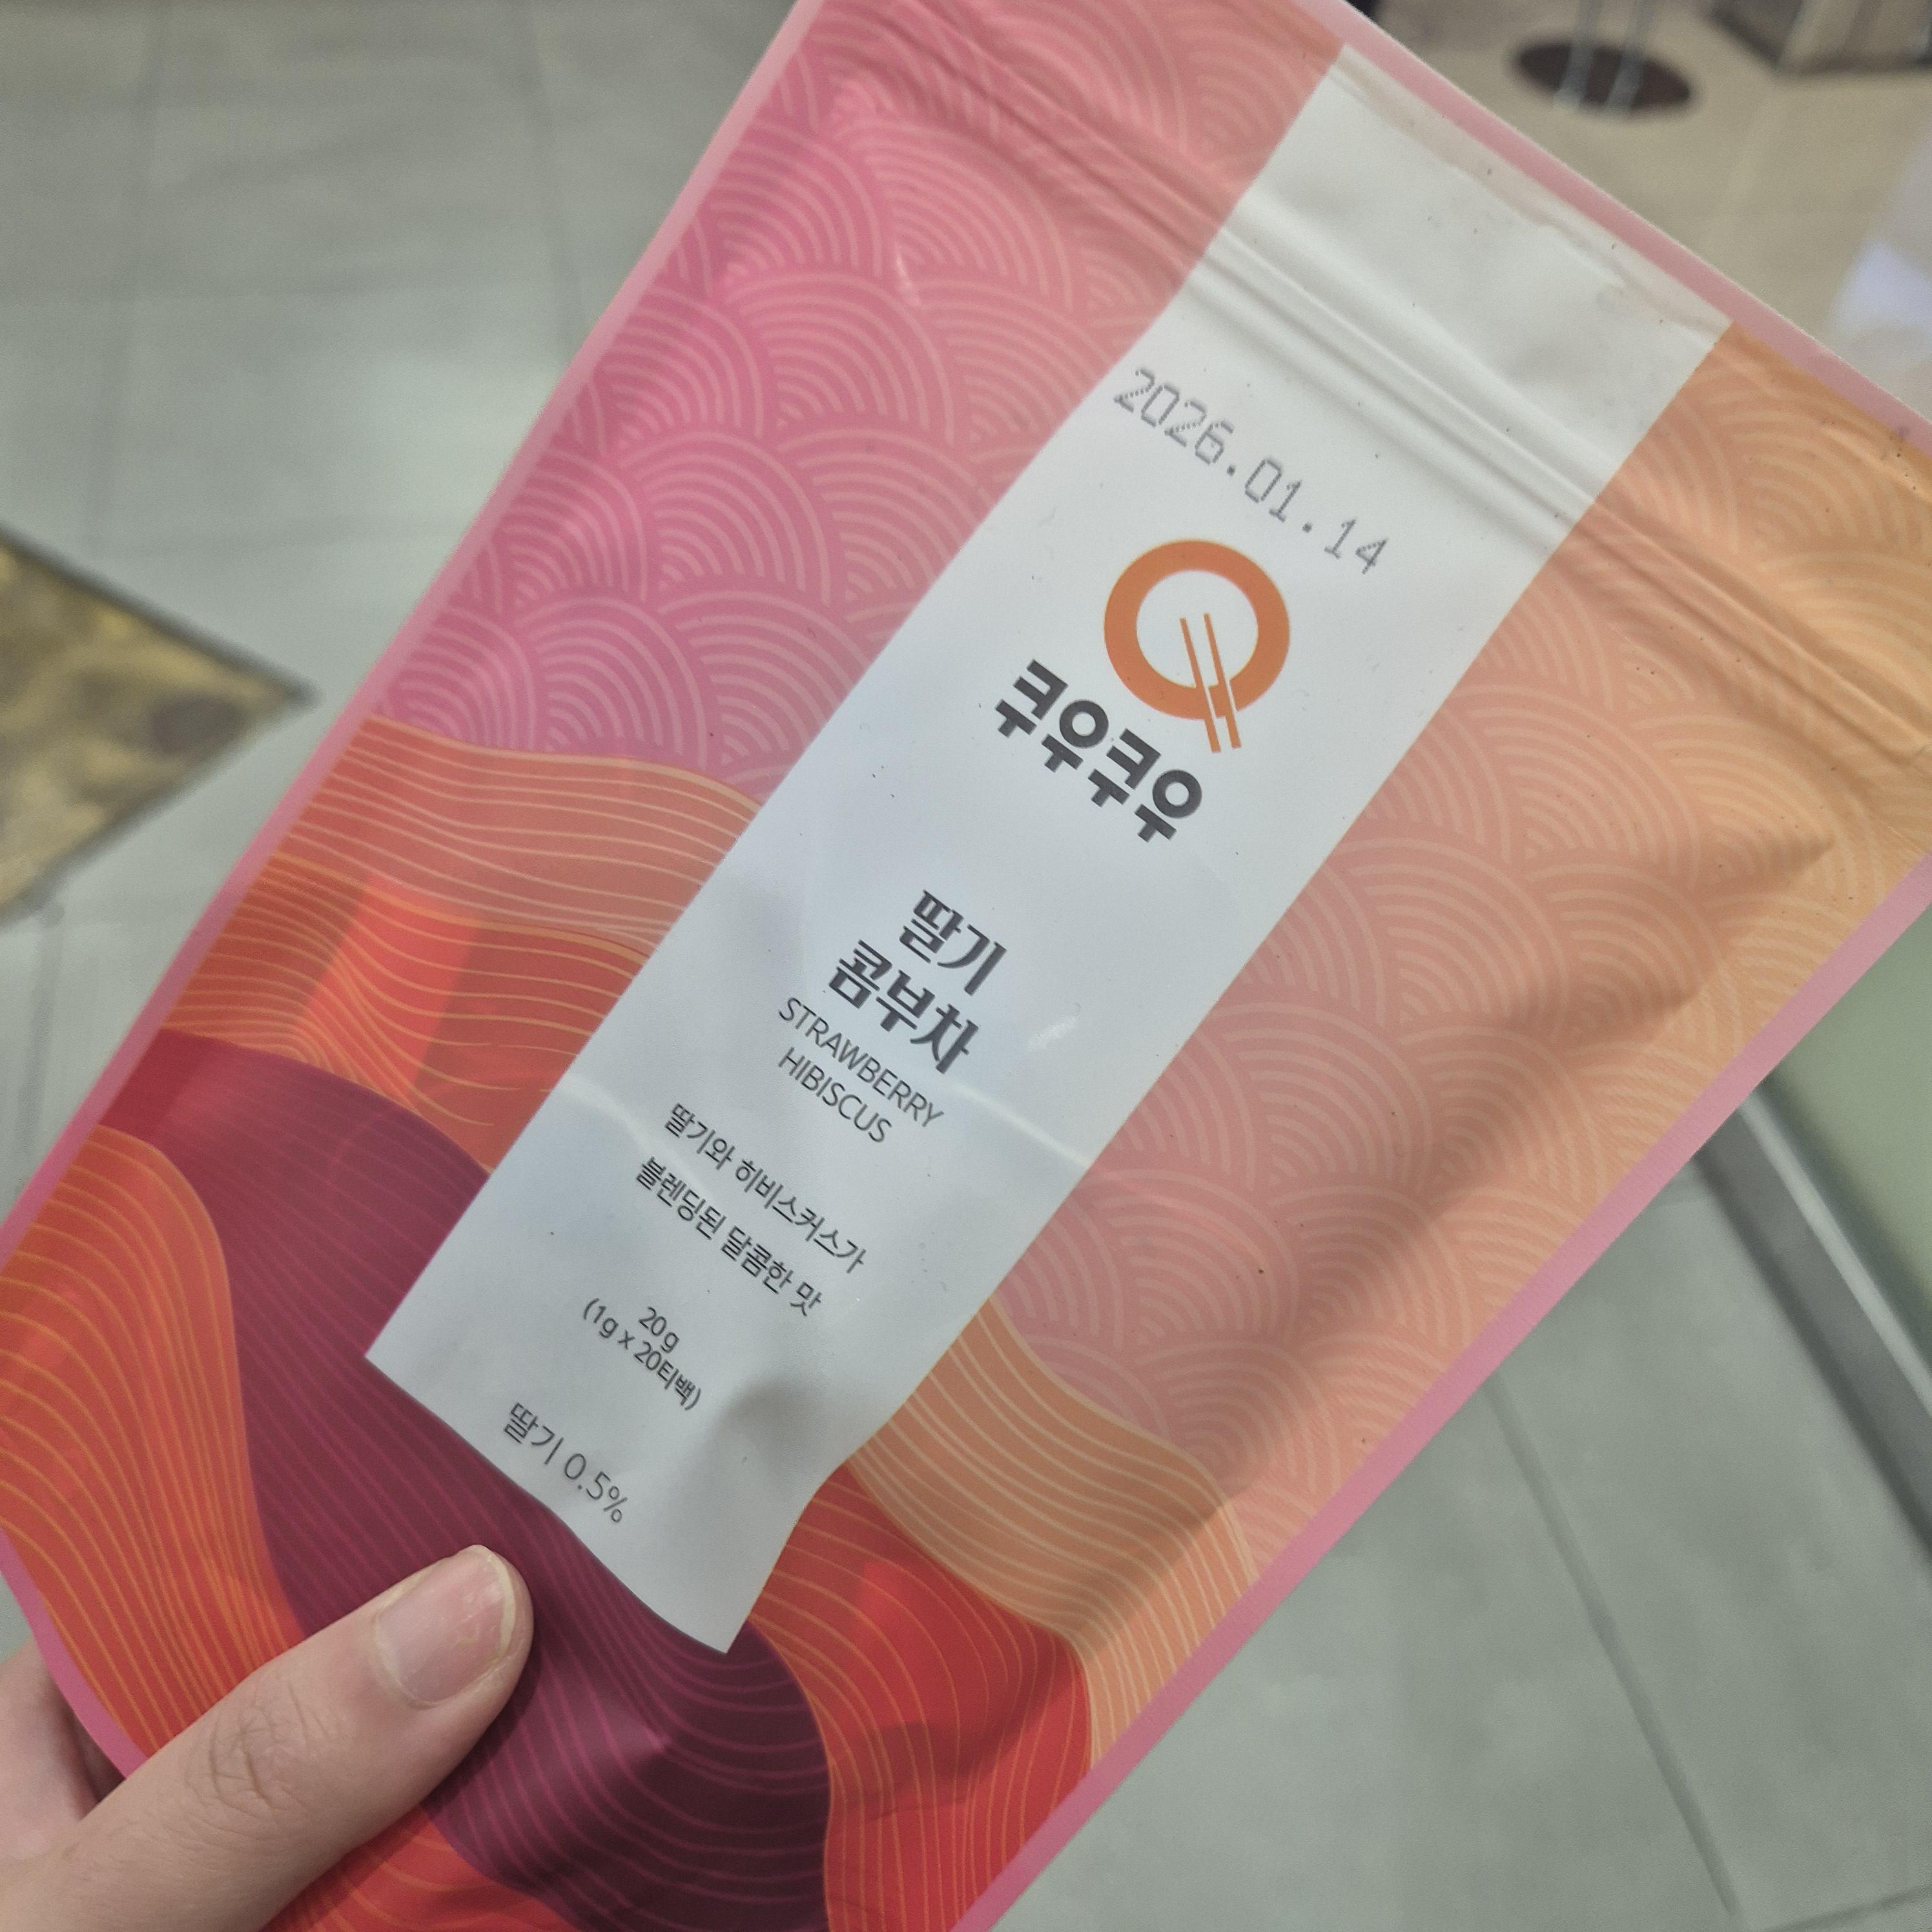 2026.01.14
쿠우쿠우
딸기
콤부차
STRAWBERRY
HIBISCUS
딸기와 히비스커스가
블렌딩된 달콤한 맛
20g
(1g x 20티백)
딸기 0.5%